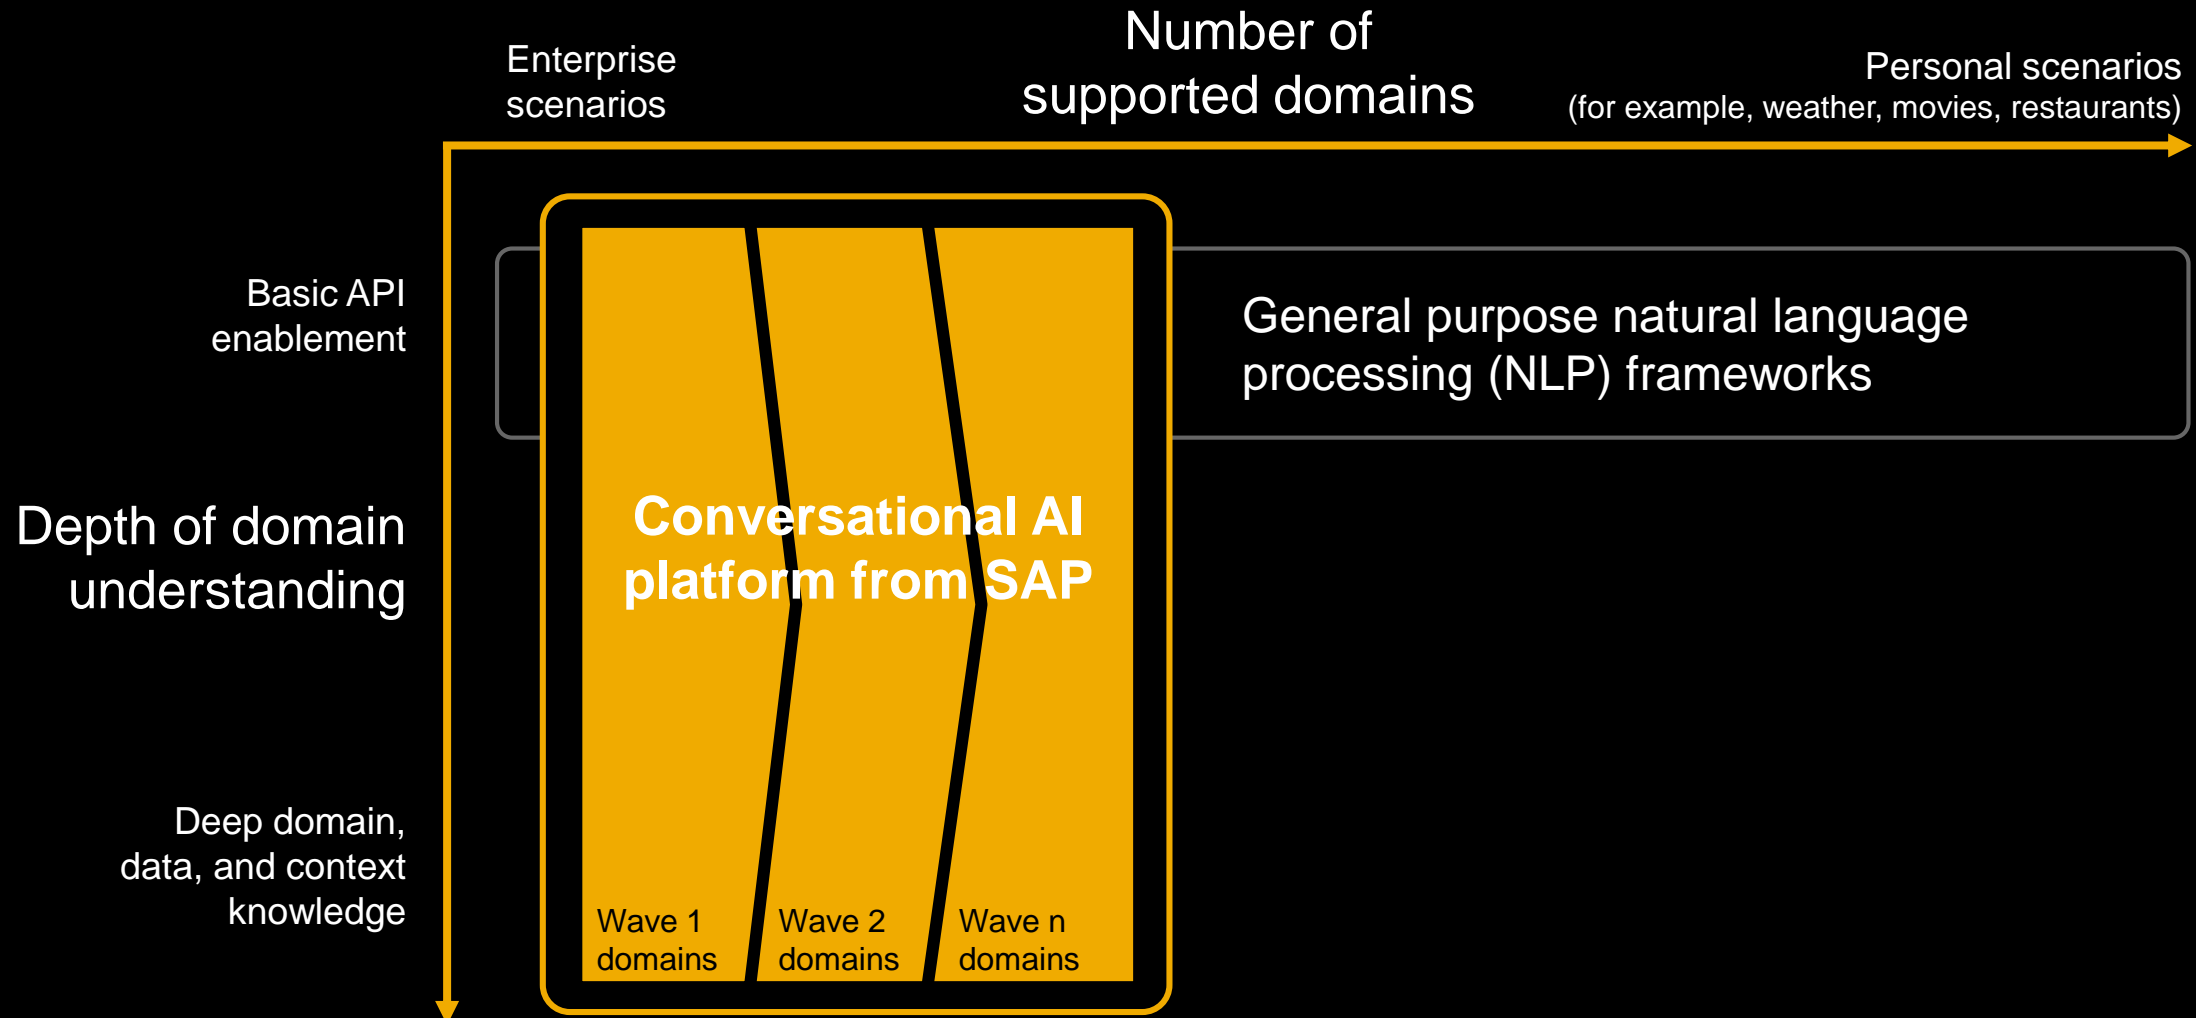 Number of
supported domains
Enterprise
scenarios
Personal scenarios
(for example, weather, movies, restaurants)
Basic API
enablement
General purpose natural language
processing (NLP) frameworks
Depth of domain
understanding
Conversational AI
platform from SAP
Deep domain,
data, and context
knowledge
Wave 1
domains
Wave 2
domains
Wave n
domains